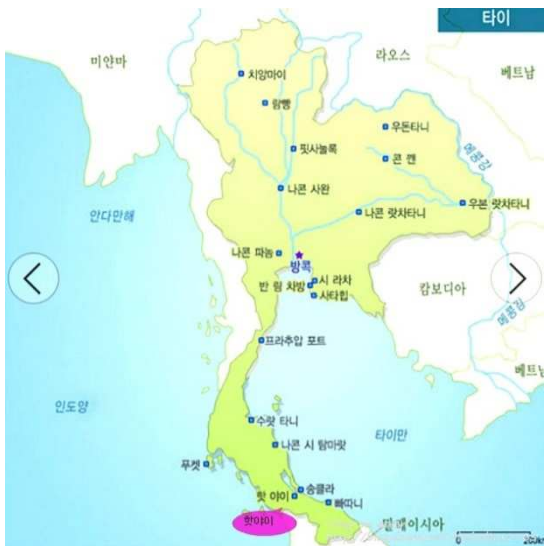 타이
미얀마
라오스
베트남
치앙마이
람빵
우돈타니
핏사눌록
콘 깬
메콩강
나콘 사완
우본 랏차타니
나콘 랏차타니
안다만해
나콘 파놈
방콕
시 라차
반 림 차방
사타힙
캄보디아
메콩강
프라추압 포트
베트
인도양
수랏 타니
나콘 시 탐마랏
타이만
푸켓
송클라
핫 야이
빠따니
핫야이
말레이시아
0
200km